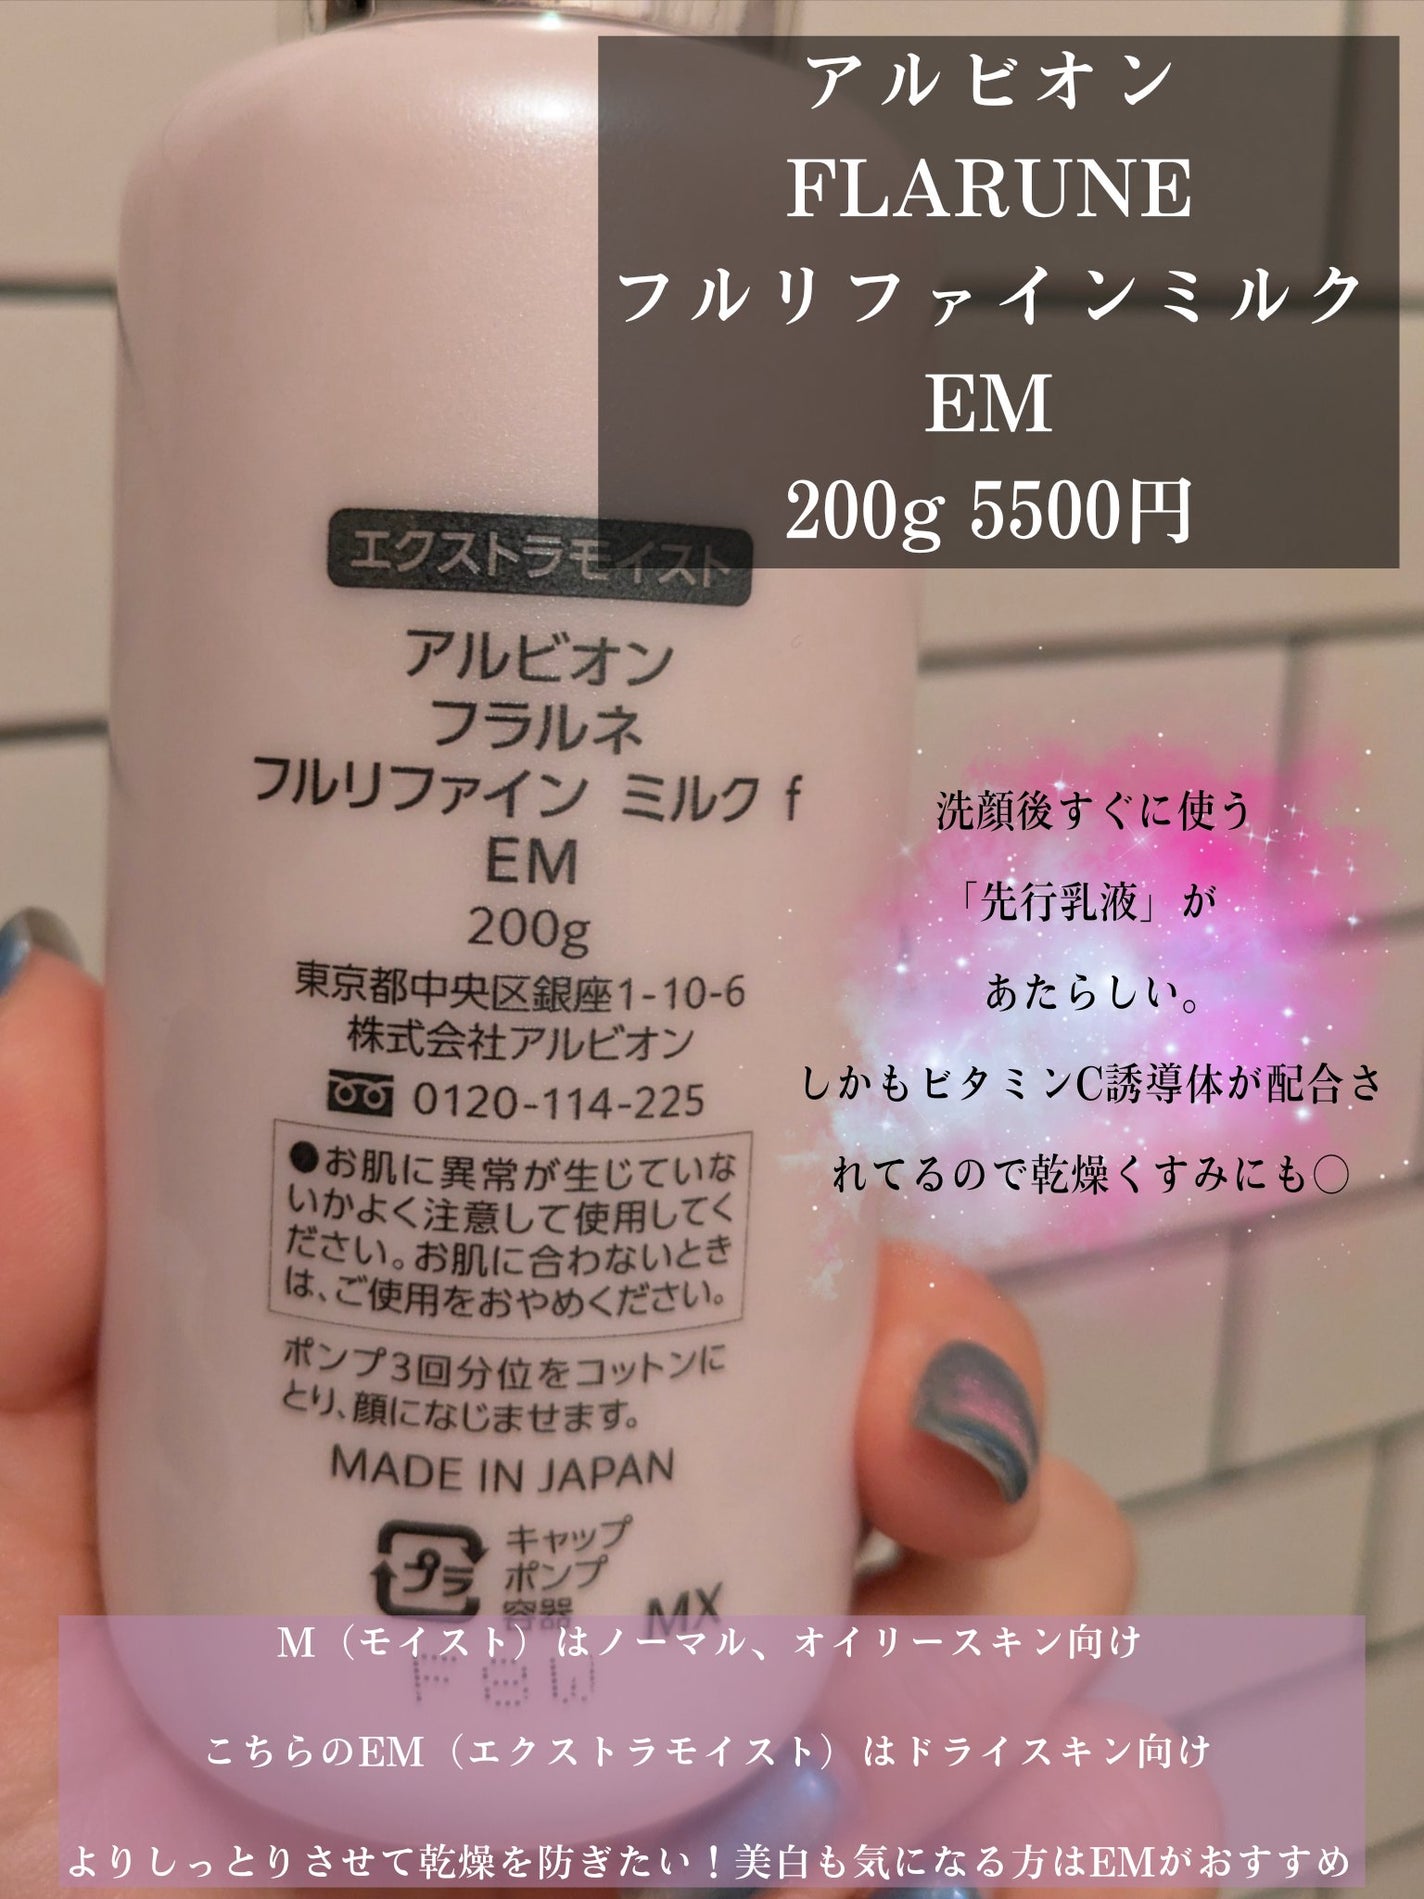 アルビオン
FLARUNE
フルリファインミルク
EM
200g 5500円
エクストラモイスト
アルビオン
フラルネ
フルリファイン ミルク f
EM
200g
東京都中央区銀座1-10-6
株式会社アルビオン
0120-114-225
●お肌に異常が生じていな
いかよく注意して使用してく
ださい。お肌に合わないとき
は、ご使用をおやめください。
ポンプ3回分位をコットンに
とり、顔になじませます。
MADE IN JAPAN
プラ
キャップ
ポンプ
容器
MX
洗顔後すぐに使う
「先行乳液」が
あたらしい。
しかもビタミンC誘導体が配合さ
れてるので乾燥くすみにも○
M（モイスト）はノーマル、オイリースキン向け
こちらのEM（エクストラモイスト）はドライスキン向け
よりしっとりさせて乾燥を防ぎたい！美白も気になる方はEMがおすすめ